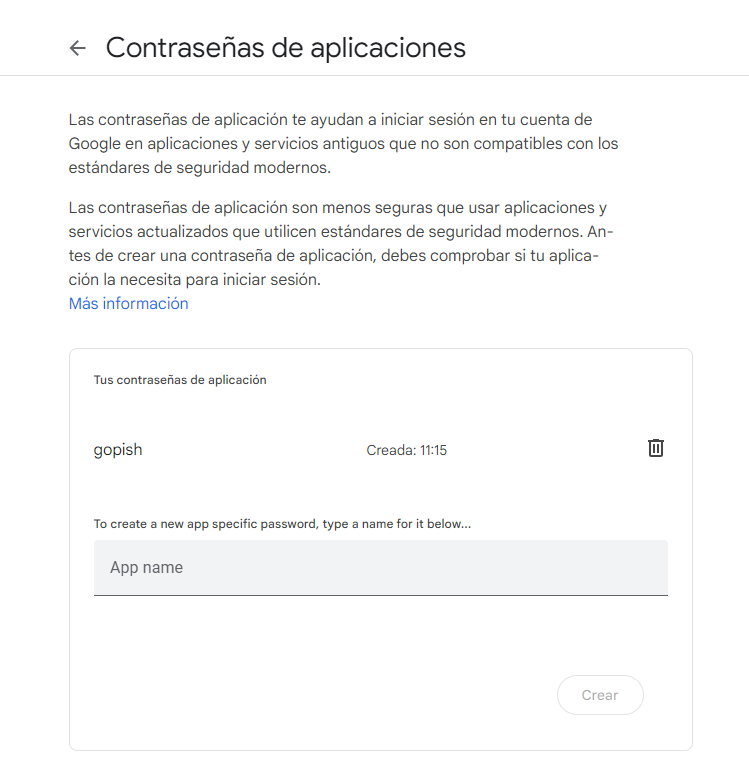 Contraseñas de aplicaciones
Las contraseñas de aplicación te ayudan a iniciar sesión en tu cuenta de
Google en aplicaciones y servicios antiguos que no son compatibles con los
estándares de seguridad modernos.
Las contraseñas de aplicación son menos seguras que usar aplicaciones y
servicios actualizados que utilicen estándares de seguridad modernos. An-
tes de crear una contraseña de aplicación, debes comprobar si tu aplica-
ción la necesita para iniciar sesión.
Más información
Tus contraseñas de aplicación
gopish Creada: 11:15
To create a new app specific password, type a name for it below...
App name
Crear